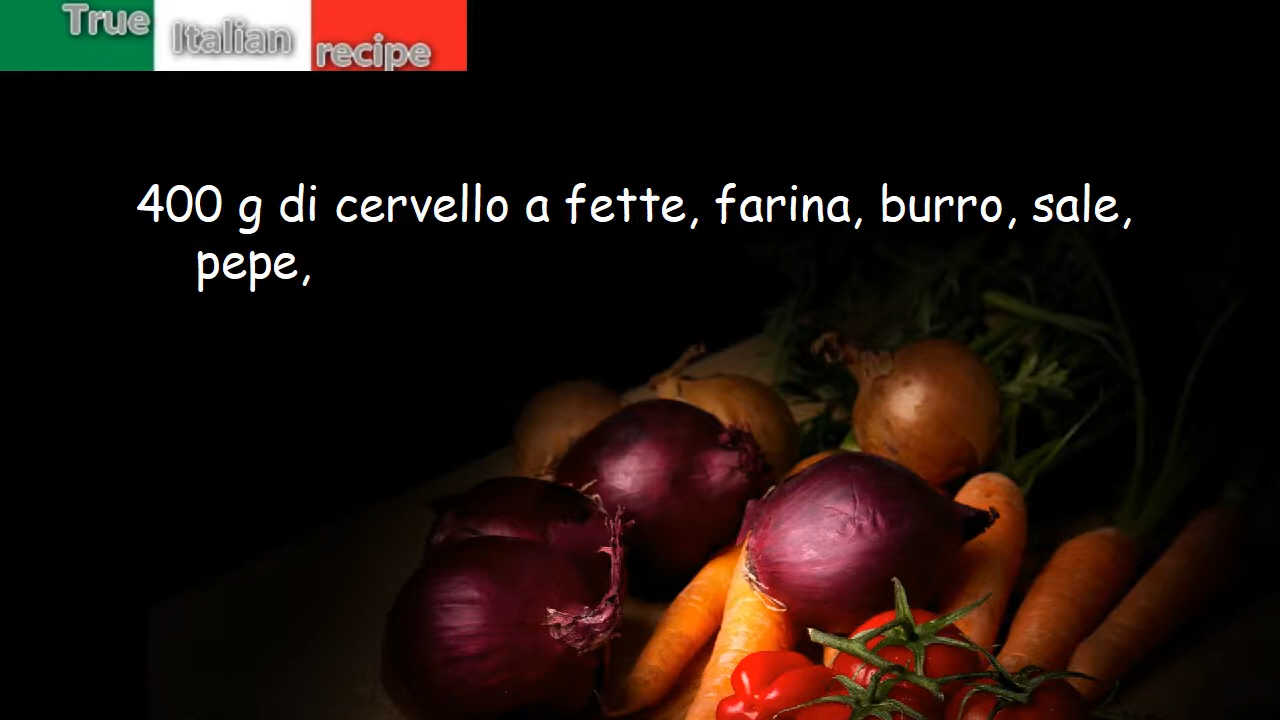 True Italian recipe
400 g di cervello a fette, farina, burro, sale,
pepe,